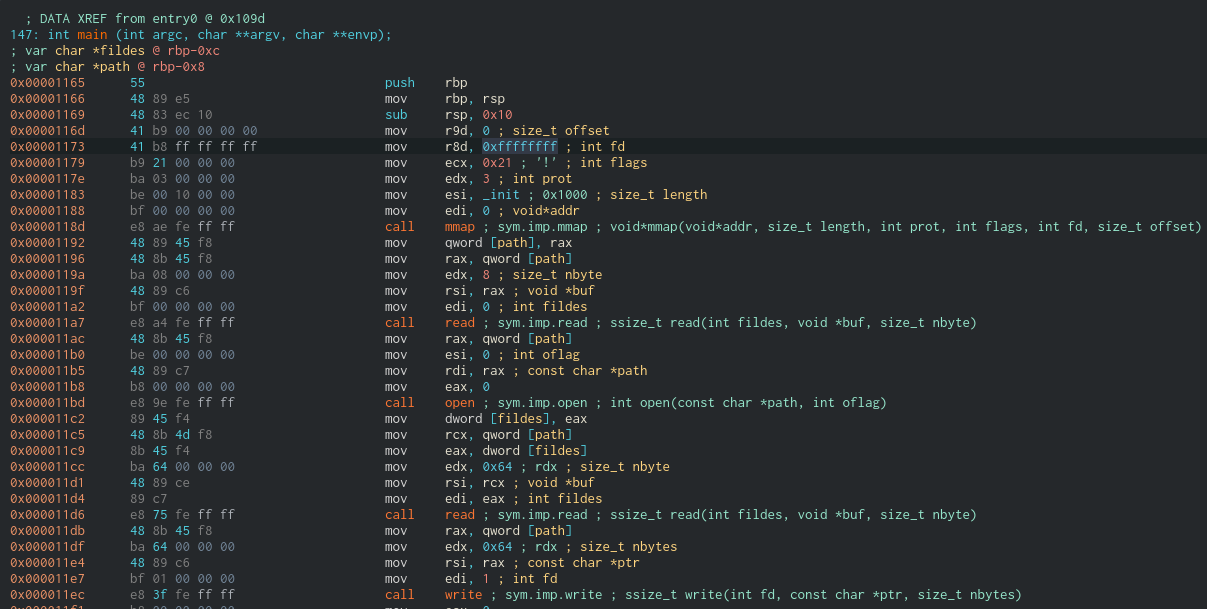 ; DATA XREF from entry0 @ 0x109d
147: int main (int argc, char **argv, char **envp);
; var char *fildes @ rbp-0xc
; var char *path @ rbp-0x8
0x00001165 55 push rbp
0x00001166 48 89 e5 mov rbp, rsp
0x00001169 48 83 ec 10 sub rsp, 0x10
0x0000116d 41 b9 00 00 00 00 mov r9d, 0 ; size_t offset
0x00001173 41 b8 ff ff ff ff mov r8d, 0xffffffff ; int fd
0x00001179 b9 21 00 00 00 mov ecx, 0x21 ; '!' ; int flags
0x0000117e ba 03 00 00 00 mov edx, 3 ; int prot
0x00001183 be 00 10 00 00 mov esi, _init ; 0x1000 ; size_t length
0x00001188 bf 00 00 00 00 mov edi, 0 ; void*addr
0x0000118d e8 ae fe ff ff call mmap ; sym.imp.mmap ; void*mmap(void*addr, size_t length, int prot, int flags, int fd, size_t offset)
0x00001192 48 89 45 f8 mov qword [path], rax
0x00001196 48 8b 45 f8 mov rax, qword [path]
0x0000119a ba 08 00 00 00 mov edx, 8 ; size_t nbyte
0x0000119f 48 89 c6 mov rsi, rax ; void *buf
0x000011a2 bf 00 00 00 00 mov edi, 0 ; int fildes
0x000011a7 e8 a4 fe ff ff call read ; sym.imp.read ; ssize_t read(int fildes, void *buf, size_t nbyte)
0x000011ac 48 8b 45 f8 mov rax, qword [path]
0x000011b0 be 00 00 00 00 mov esi, 0 ; int oflag
0x000011b5 48 89 c7 mov rdi, rax ; const char *path
0x000011b8 b8 00 00 00 00 mov eax, 0
0x000011bd e8 9e fe ff ff call open ; sym.imp.open ; int open(const char *path, int oflag)
0x000011c2 89 45 f4 mov dword [fildes], eax
0x000011c5 48 8b 4d f8 mov rcx, qword [path]
0x000011c9 8b 45 f4 mov eax, dword [fildes]
0x000011cc ba 64 00 00 00 mov edx, 0x64 ; rdx ; size_t nbyte
0x000011d1 48 89 ce mov rsi, rcx ; void *buf
0x000011d4 89 c7 mov edi, eax ; int fildes
0x000011d6 e8 75 fe ff ff call read ; sym.imp.read ; ssize_t read(int fildes, void *buf, size_t nbyte)
0x000011db 48 8b 45 f8 mov rax, qword [path]
0x000011df ba 64 00 00 00 mov edx, 0x64 ; rdx ; size_t nbytes
0x000011e4 48 89 c6 mov rsi, rax ; const char *ptr
0x000011e7 bf 01 00 00 00 mov edi, 1 ; int fd
0x000011ec e8 3f fe ff ff call write ; sym.imp.write ; ssize_t write(int fd, const char *ptr, size_t nbytes)